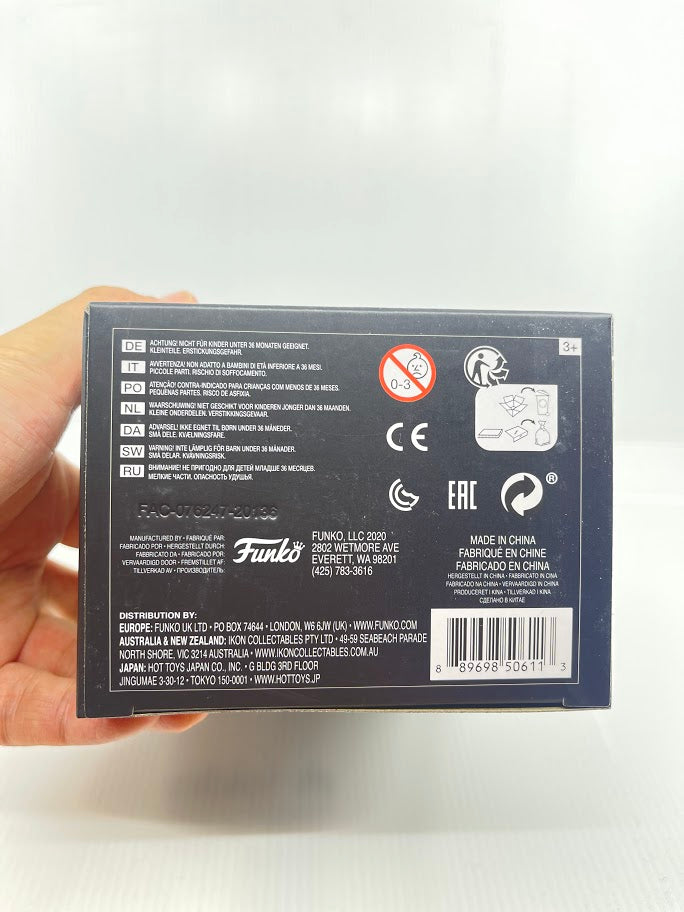 3+
DE ACHTUNG! NICHT FÜR KINDER UNTER 36 MONATEN GEEIGNET.
KLEINTEILE. ERSTICKUNGSGEFAHR.
IT AVVERTENZA! NON ADATTO A BAMBINI DI ETÀ INFERIORE A 36 MESI.
PICCOLE PARTI. RISCHIO DI SOFFOCAMENTO.
PO ATENÇÃO! CONTRA-INDICADO PARA CRIANÇAS COM MENOS DE 36 MESES.
PEQUENAS PARTES. RISCO DE ASFIXIA.
NL WAARSCHUWING! NIET GESCHIKT VOOR KINDEREN JONGER DAN 36 MAANDEN.
KLEINE ONDERDELEN. VERSTIKKINGSGEVAAR.
DA ADVARSEL! IKKE EGNET TIL BØRN UNDER 36 MÅNEDER.
SMÅ DELE. KVÆLNINGSFARE.
SW VARNING! INTE LÄMPLIG FÖR BARN UNDER 36 MÅNADER.
SMÅ DELAR. KVÄVNINGSRISK.
RU ВНИМАНИЕ! НЕ ПРИГОДНО ДЛЯ ДЕТЕЙ МЛАДШЕ 36 МЕСЯЦЕВ.
МЕЛКИЕ ЧАСТИ. ОПАСНОСТЬ УДУШЬЯ.
0-3
CE
EAC
®
FAC-076247-20136
MANUFACTURED BY • FABRIQUÉ PAR:
FABRICADO POR • HERGESTELLT DURCH:
FABBRICATO DA • FABRICADO POR:
VERVAARDIGD DOOR • FREMSTILLET AF:
TILLVERKAD AV • ПРОИЗВОДИТЕЛЬ:
Funko
FUNKO, LLC 2020
2802 WETMORE AVE
EVERETT, WA 98201
(425) 783-3616
MADE IN CHINA
FABRIQUÉ EN CHINE
FABRICADO EN CHINA
HERGESTELLT IN CHINA • FABBRICATO IN CINA
FABRICADO NA CHINA • VERVAARDIGD IN CHINA
PRODUCERET I KINA • TILLVERKAD I KINA
СДЕЛАНО В КИТАЕ
DISTRIBUTION BY:
EUROPE: FUNKO UK LTD • PO BOX 74644 • LONDON, W6 6JW (UK) • WWW.FUNKO.COM
AUSTRALIA & NEW ZEALAND: IKON COLLECTABLES PTY LTD • 49-59 SEABEACH PARADE
NORTH SHORE, VIC 3214 AUSTRALIA • WWW.IKONCOLLECTABLES.COM.AU
JAPAN: HOT TOYS JAPAN CO., INC. • G BLDG 3RD FLOOR
JINGUMAE 3-30-12 • TOKYO 150-0001 • WWW.HOTTOYS.JP
8 89698 50611 3